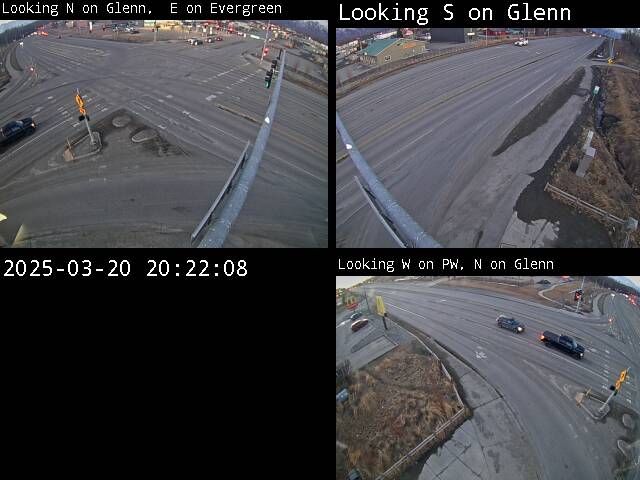 Looking N on Glenn,  E on Evergreen
Looking S on Glenn
2025-03-20 20:22:08
Looking W on PW, N on Glenn